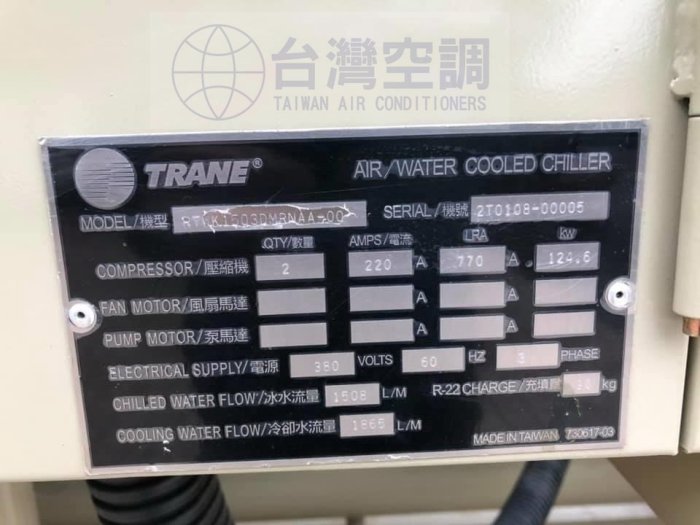 台灣空調
TAIWAN AIR CONDITIONERS
TRANE® AIR/WATER COOLED CHILLER
MODEL/機型 SERIAL/機號 2T0108-00005
QTY/數量 AMPS/電流 LRA kw
COMPRESSOR/壓縮機 2 220 A 770 A 124.6
FAN MOTOR/風扇馬達 A A
PUMP MOTOR/泵馬達 A A
ELECTRICAL SUPPLY/電源 380 VOLTS 60 HZ 3 PHASE
CHILLED WATER FLOW/冰水流量 1508 L/M R-22 CHARGE/充填量 kg
COOLING WATER FLOW/冷卻水流量 1865 L/M
MADE IN TAIWAN 730617-03